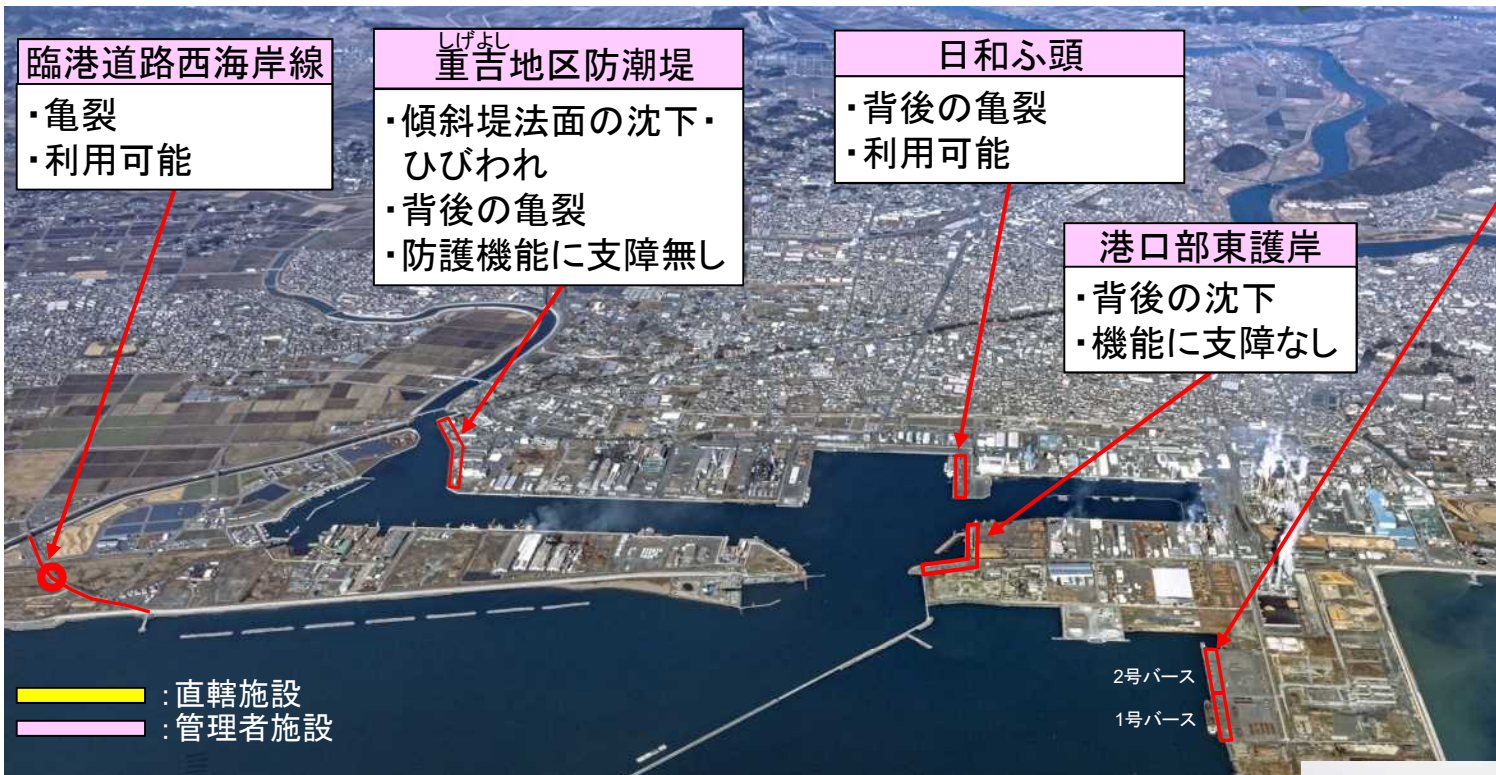 臨港道路西海岸線
・亀裂
・利用可能
しげよし
重吉地区防潮堤
・傾斜堤法面の沈下・
ひびわれ
・背後の亀裂
・防護機能に支障無し
日和ふ頭
・背後の亀裂
・利用可能
港口部東護岸
・背後の沈下
・機能に支障なし
2号バース
1号バース
：直轄施設
：管理者施設